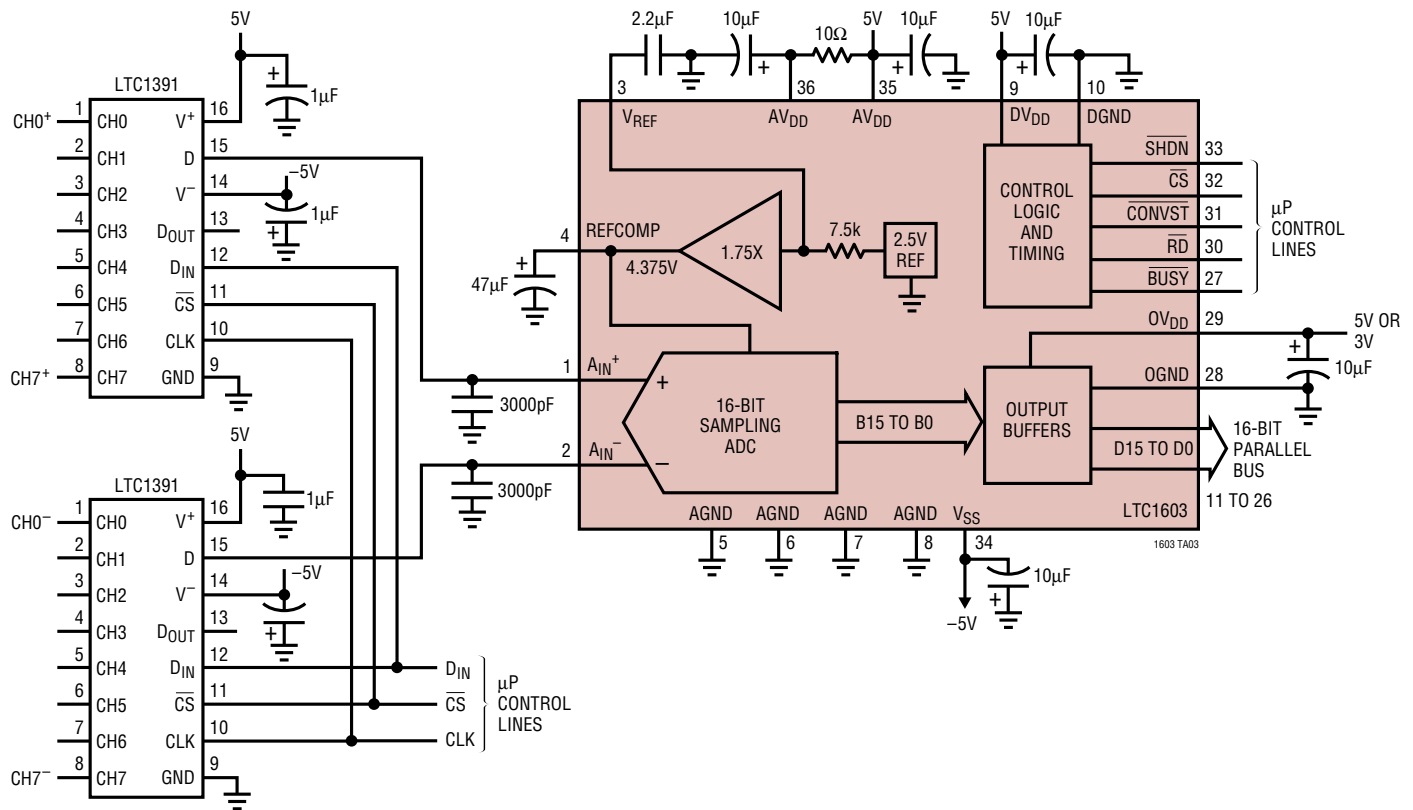 5V
+
1µF
LTC1391
CH0+
1 CH0 V+ 16
2 CH1 D 15
3 CH2 V− 14
−5V
1µF
+
4 CH3 DOUT 13
5 CH4 DIN 12
6 CH5 CS 11
7 CH6 CLK 10
CH7+
8 CH7 GND 9
5V
1µF
LTC1391
CH0−
1 CH0 V+ 16
2 CH1 D 15
3 CH2 V− 14
−5V
+
4 CH3 DOUT 13
5 CH4 DIN 12
6 CH5 CS 11
7 CH6 CLK 10
CH7−
8 CH7 GND 9
DIN
CS
CLK
µP
CONTROL
LINES
3000pF
3000pF
2.2µF
10µF
+
10Ω
5V
10µF
+
5V
10µF
+
3
VREF
36
AVDD
35
AVDD
9
DVDD
10
DGND
4 REFCOMP
4.375V
+
47µF
1.75X
7.5k
2.5V
REF
CONTROL
LOGIC
AND
TIMING
SHDN 33
CS 32
CONVST 31
RD 30
BUSY 27
µP
CONTROL
LINES
OVDD 29
5V OR
3V
+
10µF
OGND 28
1 AIN+
+
2 AIN−
−
16-BIT
SAMPLING
ADC
B15 TO B0
OUTPUT
BUFFERS
D15 TO D0
16-BIT
PARALLEL
BUS
11 TO 26
AGND
5
AGND
6
AGND
7
AGND
8
VSS
34
10µF
+
−5V
LTC1603
1603 TA03